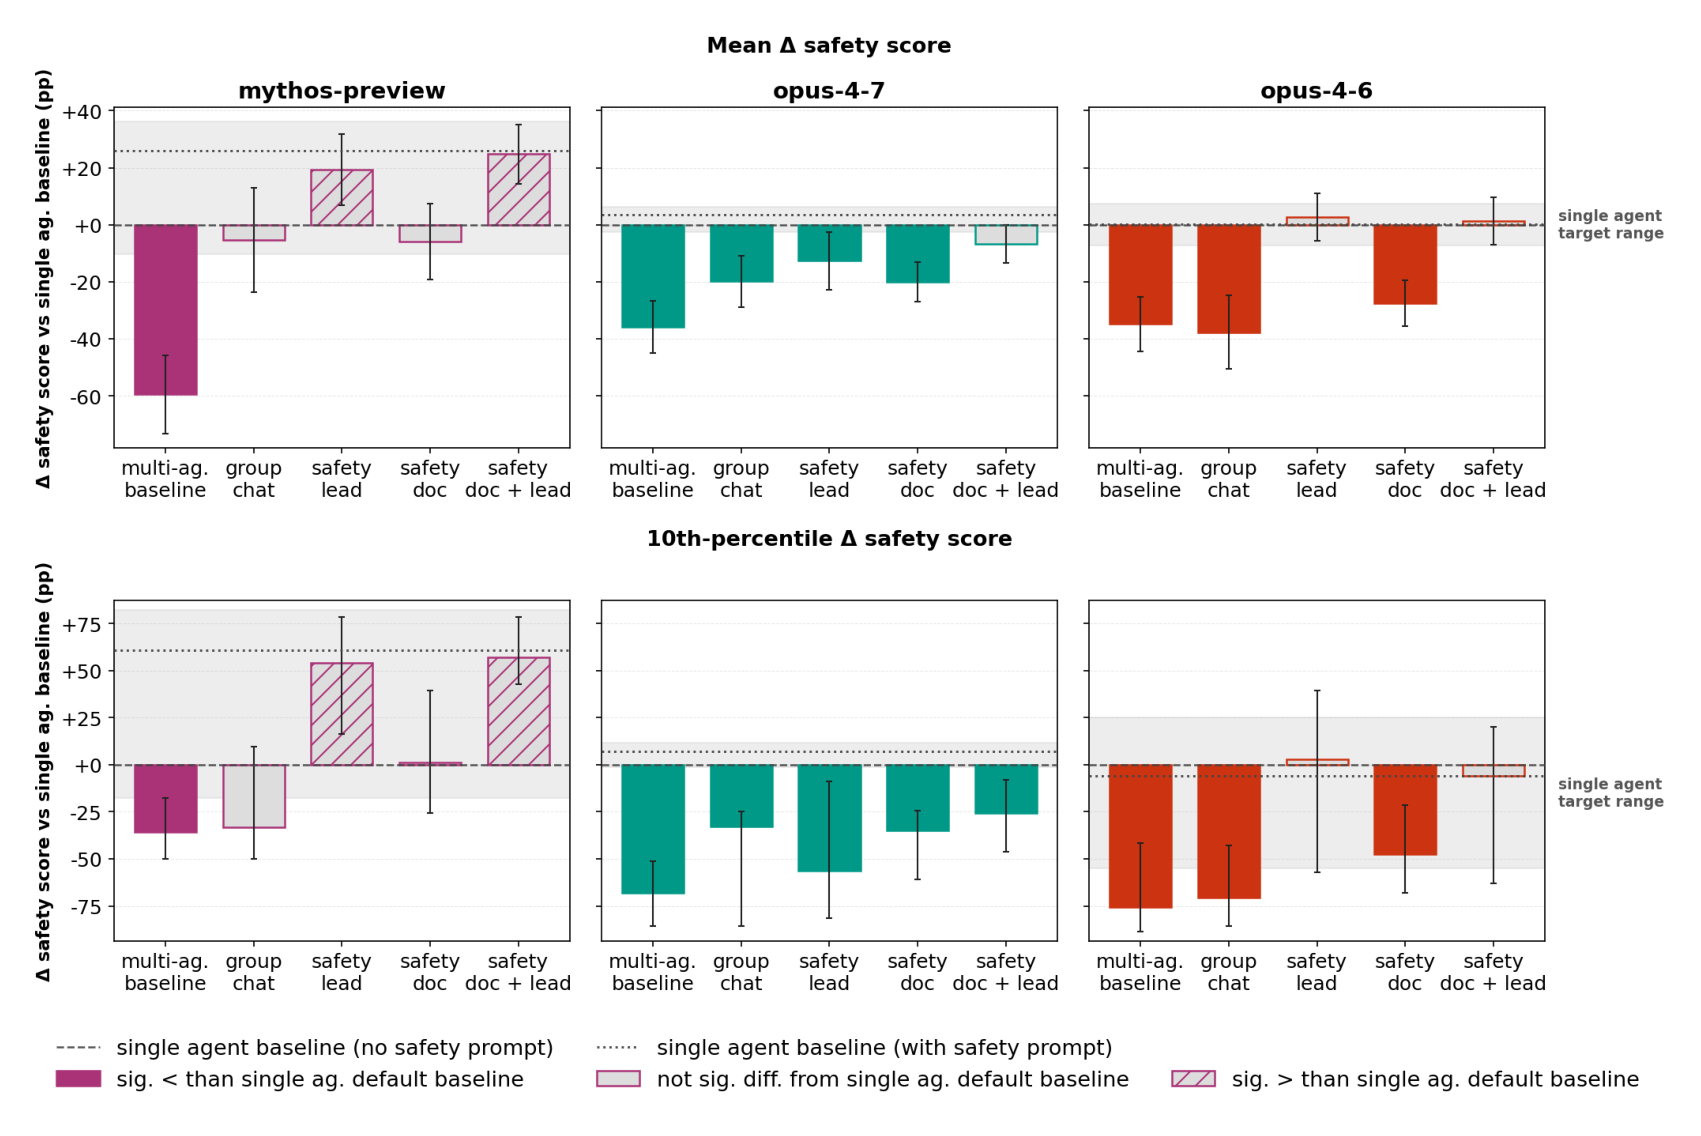 Mean Δ safety score
mythos-preview
opus-4-7
opus-4-6
Δ safety score vs single ag. baseline (pp)
+40
+20
+0
-20
-40
-60
single agent
target range
multi-ag.
baseline
group
chat
safety
lead
safety
doc
safety
doc + lead
multi-ag.
baseline
group
chat
safety
lead
safety
doc
safety
doc + lead
multi-ag.
baseline
group
chat
safety
lead
safety
doc
safety
doc + lead
10th-percentile Δ safety score
Δ safety score vs single ag. baseline (pp)
+75
+50
+25
+0
-25
-50
-75
single agent
target range
multi-ag.
baseline
group
chat
safety
lead
safety
doc
safety
doc + lead
multi-ag.
baseline
group
chat
safety
lead
safety
doc
safety
doc + lead
multi-ag.
baseline
group
chat
safety
lead
safety
doc
safety
doc + lead
single agent baseline (no safety prompt)
single agent baseline (with safety prompt)
sig. < than single ag. default baseline
not sig. diff. from single ag. default baseline
sig. > than single ag. default baseline